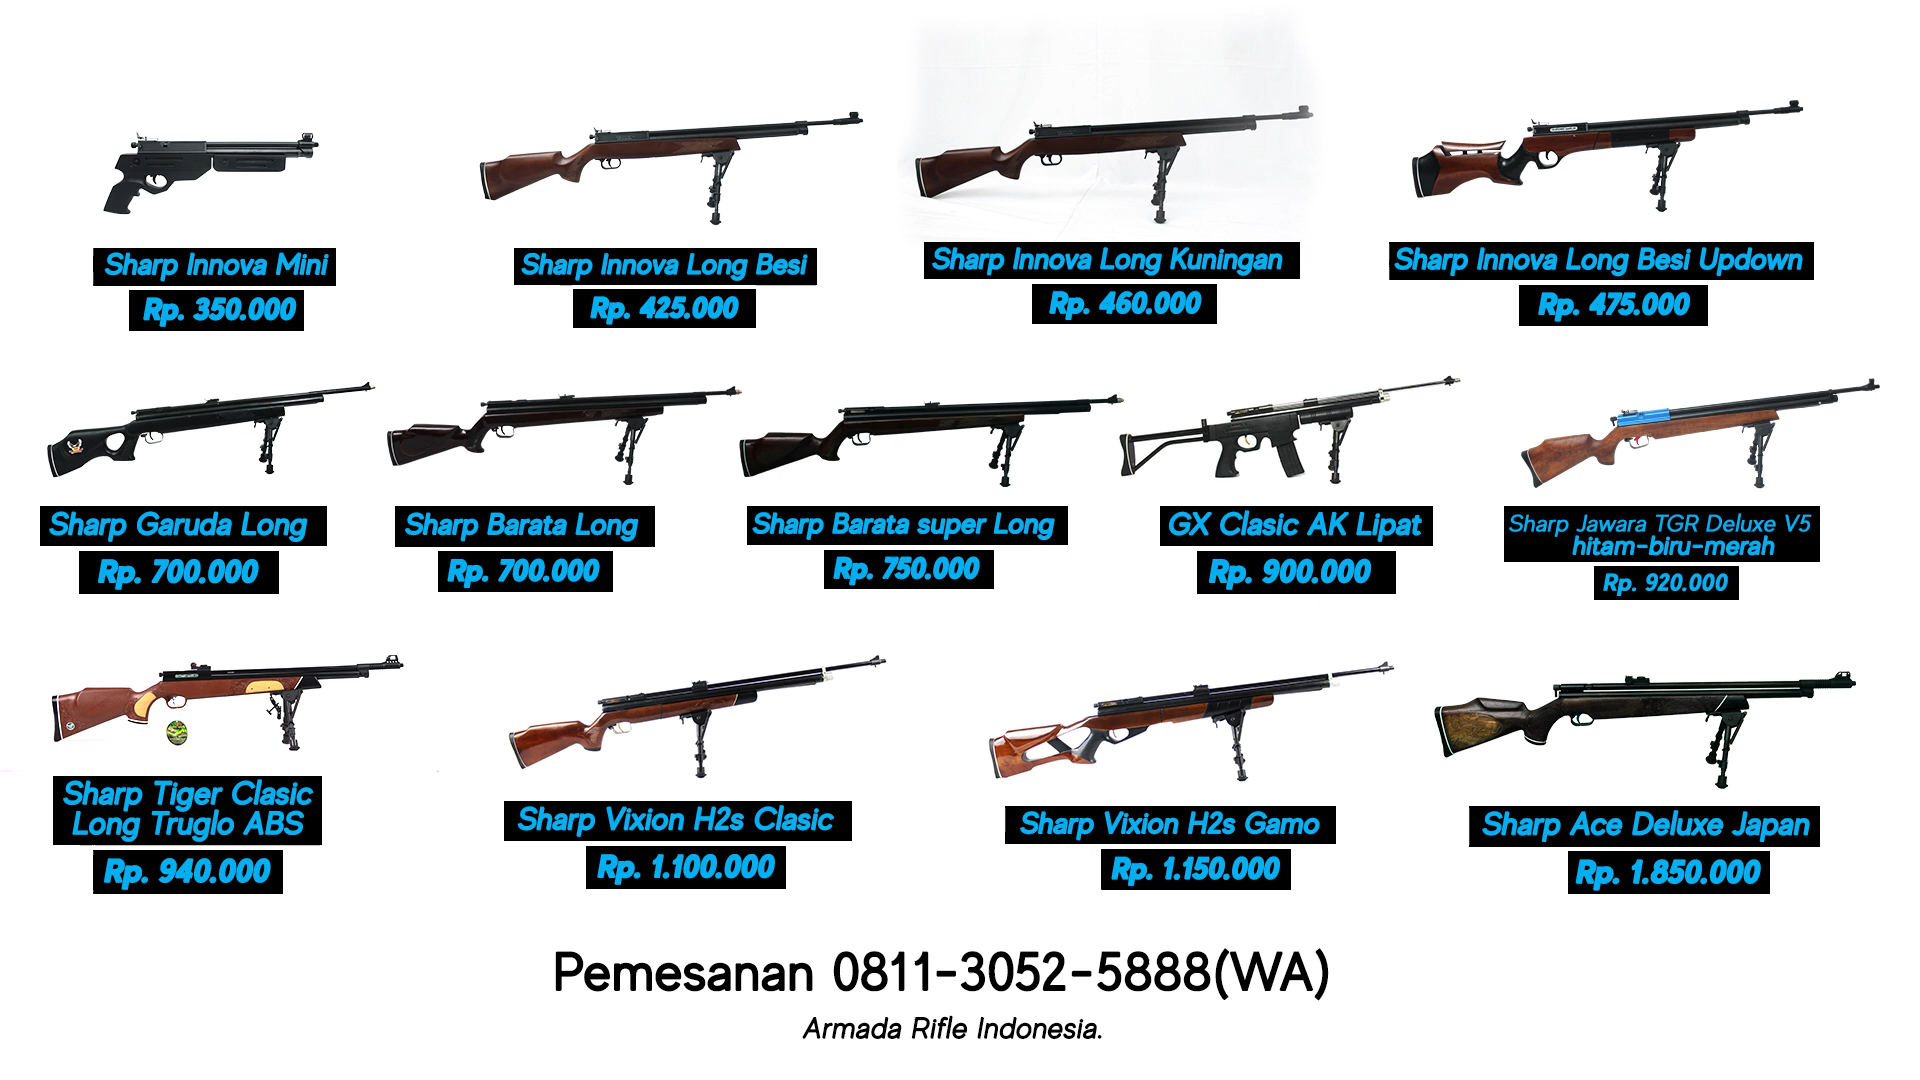 Sharp Innova Mini
Rp. 350.000
Sharp Innova Long Besi
Rp. 425.000
Sharp Innova Long Kuningan
Rp. 460.000
Sharp Innova Long Besi Updown
Rp. 475.000
Sharp Garuda Long
Rp. 700.000
Sharp Barata Long
Rp. 700.000
Sharp Barata super Long
Rp. 750.000
GX Clasic AK Lipat
Rp. 900.000
Sharp Jawara TGR Deluxe V5
hitam-biru-merah
Rp. 920.000
Sharp Tiger Clasic
Long Truglo ABS
Rp. 940.000
Sharp Vixion H2s Clasic
Rp. 1.100.000
Sharp Vixion H2s Gamo
Rp. 1.150.000
Sharp Ace Deluxe Japan
Rp. 1.850.000
Pemesanan 0811-3052-5888(WA)
Armada Rifle Indonesia.